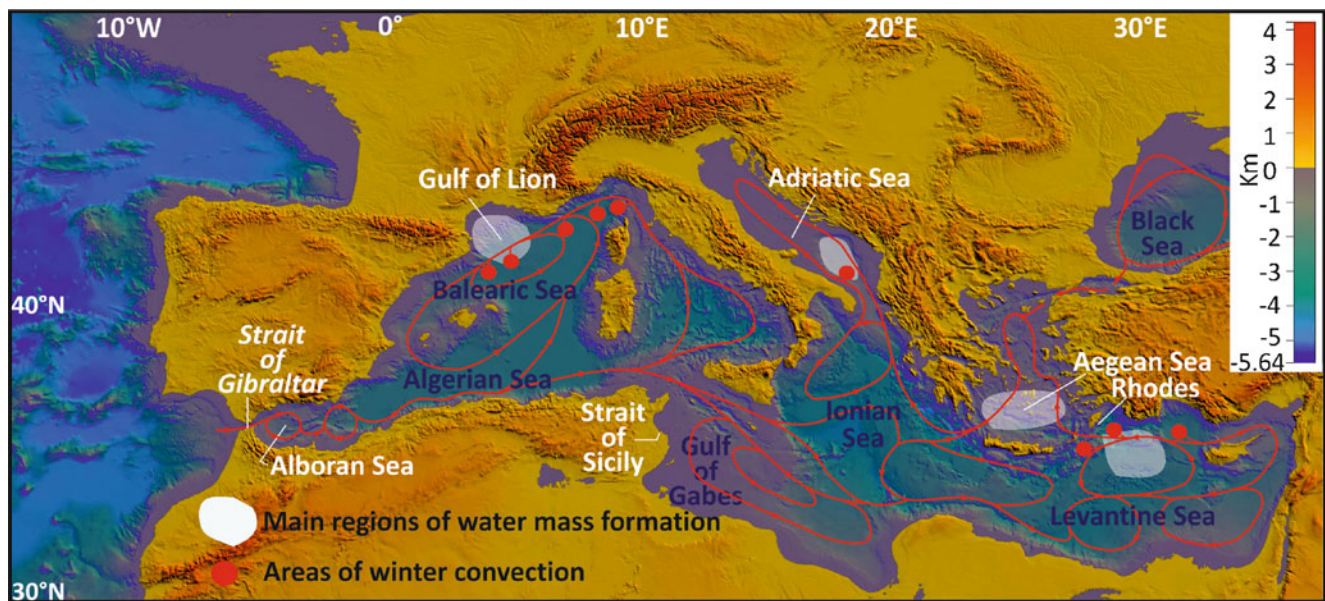 10°W
0°
10°E
20°E
30°E
4
3
2
1
0
-1
-2
-3
-4
-5
-5.64
Km
Gulf of Lion
Adriatic Sea
Black
Sea
Balearic Sea
40°N
Strait
of
Gibraltar
Aegean Sea
Rhodes
Algerian Sea
Strait
of
Sicily
Ionian
Sea
Alboran Sea
Gulf
of
Gabes
Levantine Sea
Main regions of water mass formation
Areas of winter convection
30°N